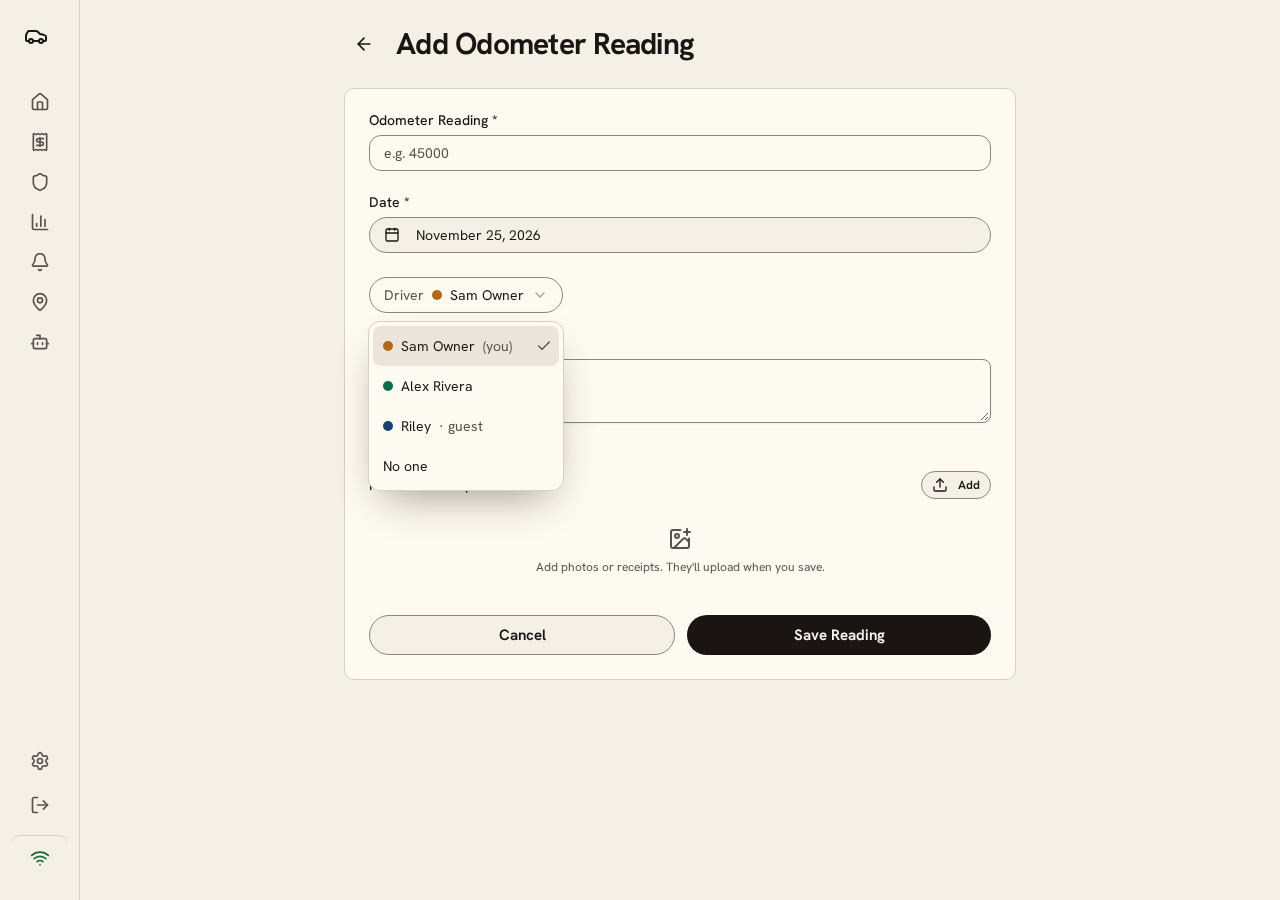 Add Odometer Reading
Odometer Reading *
e.g. 45000
Date *
November 25, 2026
Driver Sam Owner
Sam Owner (you)
Alex Rivera
Riley · guest
No one
Add
Add photos or receipts. They'll upload when you save.
Cancel
Save Reading